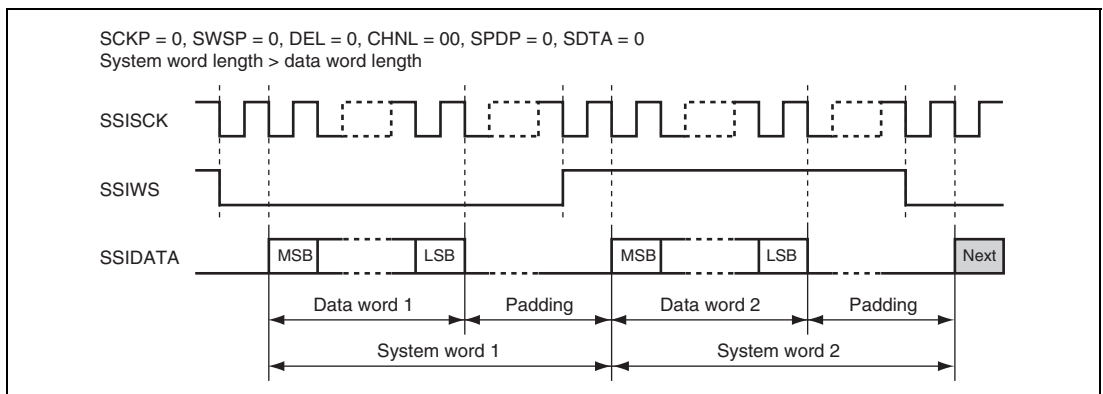 SCKP = 0, SWSP = 0, DEL = 0, CHNL = 00, SPDP = 0, SDTA = 0
System word length > data word length
SSISCK
SSIWS
SSIDATA
MSB
LSB
MSB
LSB
Next
Data word 1
Padding
Data word 2
Padding
System word 1
System word 2